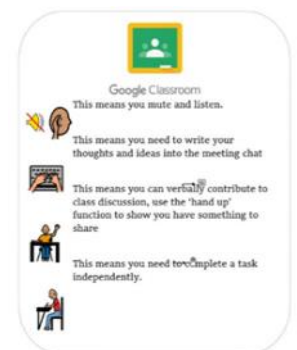 Google Classroom
This means you mute and listen.
This means you need to write your
thoughts and ideas into the meeting chat
This means you can verbally contribute to
class discussion, use the 'hand up'
function to show you have something to
share
This means you need to complete a task
independently.